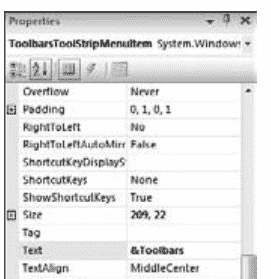 Properties
ToolbarsToolStripMenuItem System.Windows
Overflow Never
Padding 0, 1, 0, 1
RightToLeft No
RightToLeftAutoMirr False
ShortcutKeyDisplayS
ShortcutKeys None
ShowShortcutKeys True
Size 209, 22
Tag
Text &Toolbars
TextAlign MiddleCenter